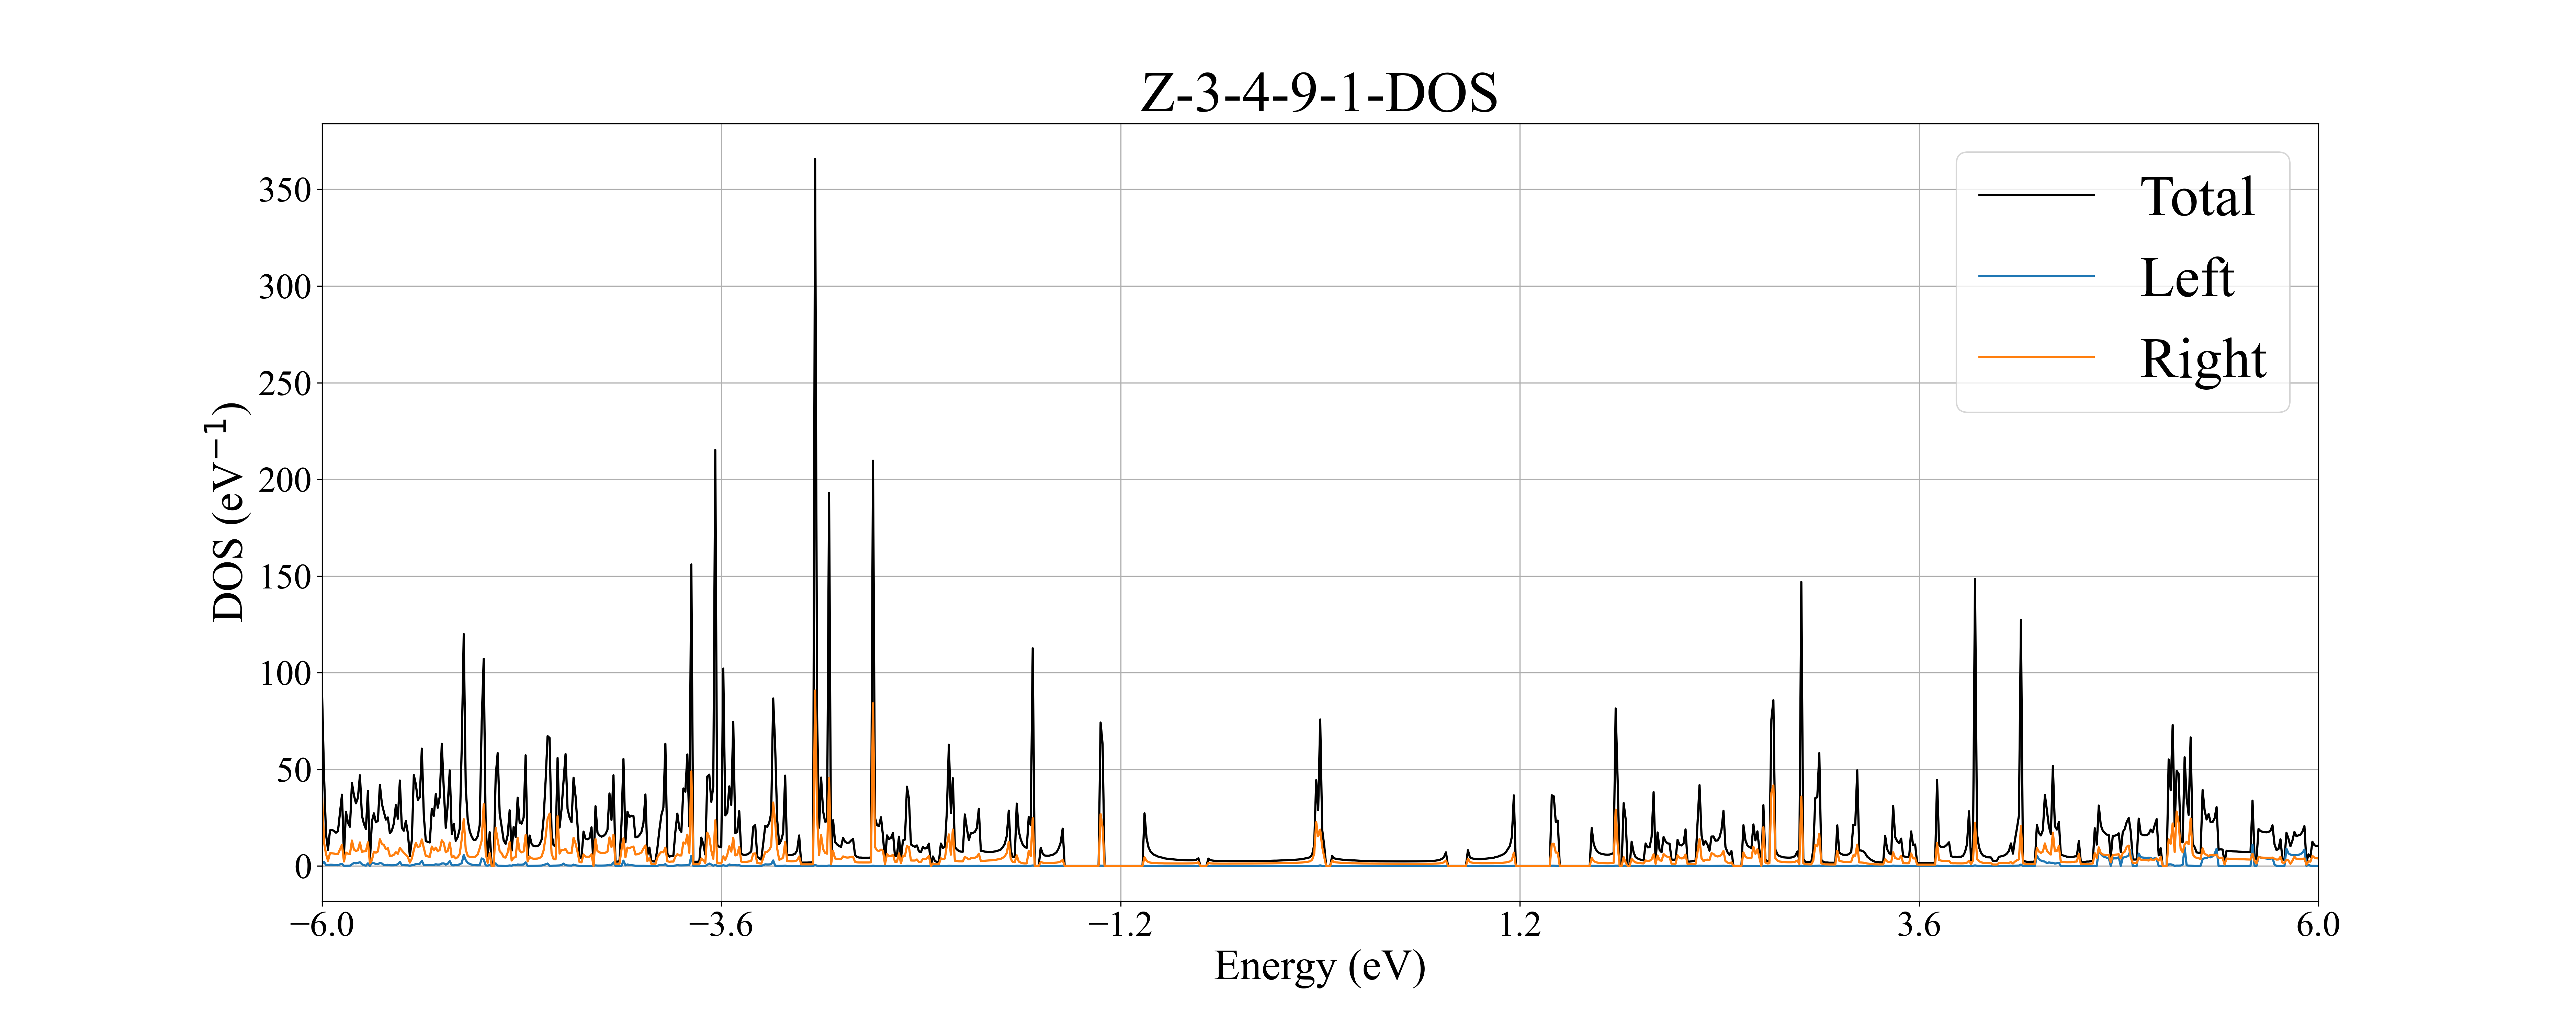 Z-3-4-9-1-DOS
Total
Left
Right
DOS (eV⁻¹)
350
300
250
200
150
100
50
0
−6.0 −3.6 −1.2 1.2 3.6 6.0
Energy (eV)